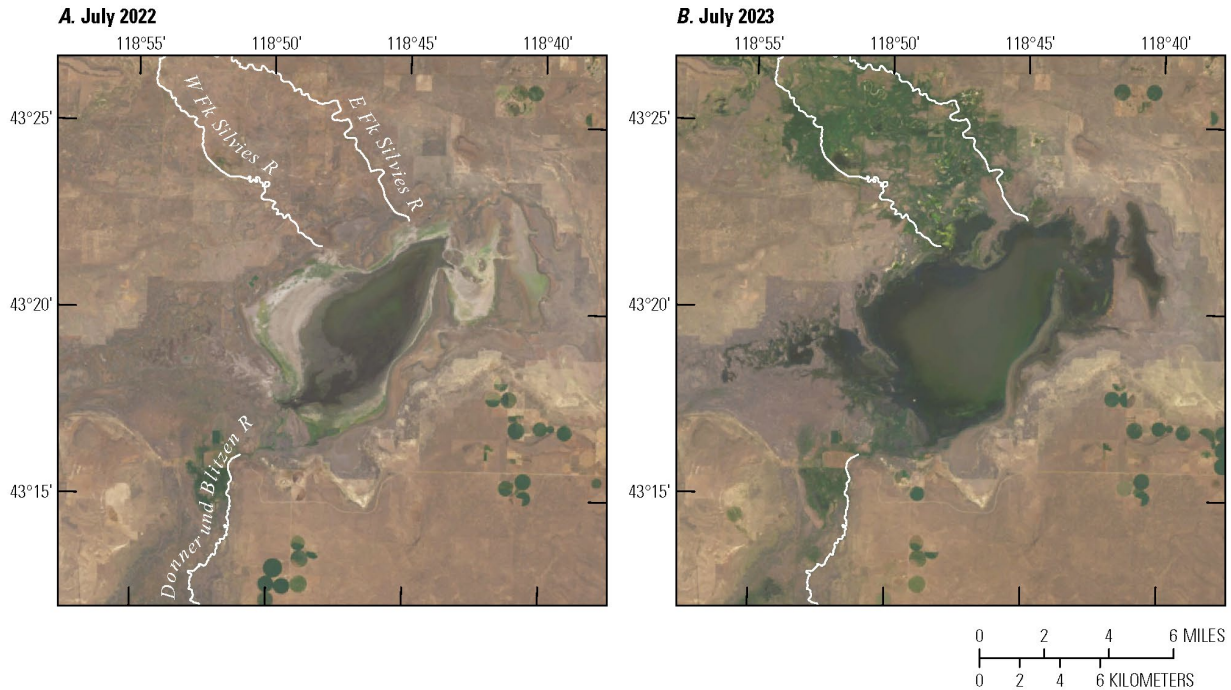 A. July 2022
B. July 2023
118°55' 118°50' 118°45' 118°40'
118°55' 118°50' 118°45' 118°40'
43°25'
43°20'
43°15'
W Fk Silvies R
E Fk Silvies R
Donner und Blitzen R
43°25'
43°20'
43°15'
0 2 4 6 MILES
0 2 4 6 KILOMETERS